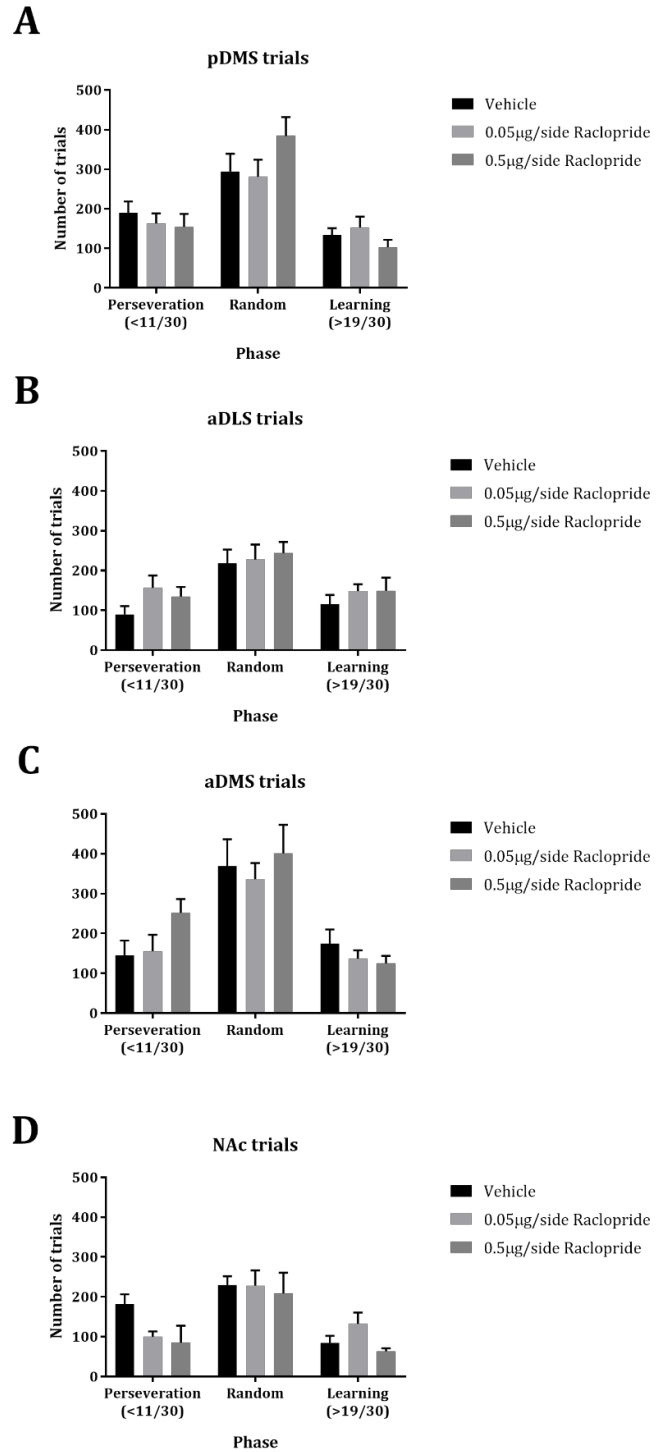 A
pDMS trials
Number of trials
500
400
300
200
100
0
Perseveration
(<11/30)
Random
Learning
(>19/30)
Phase
Vehicle
0.05µg/side Raclopride
0.5µg/side Raclopride
B
aDLS trials
Number of trials
500
400
300
200
100
0
Perseveration
(<11/30)
Random
Learning
(>19/30)
Phase
Vehicle
0.05µg/side Raclopride
0.5µg/side Raclopride
C
aDMS trials
Number of trials
500
400
300
200
100
0
Perseveration
(<11/30)
Random
Learning
(>19/30)
Vehicle
0.05µg/side Raclopride
0.5µg/side Raclopride
D
NAc trials
Number of trials
500
400
300
200
100
0
Perseveration
(<11/30)
Random
Learning
(>19/30)
Phase
Vehicle
0.05µg/side Raclopride
0.5µg/side Raclopride